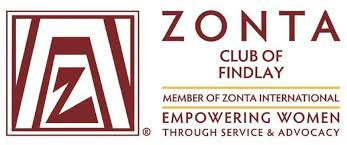 ZONTA
CLUB OF
FINDLAY
MEMBER OF ZONTA INTERNATIONAL
EMPOWERING WOMEN
THROUGH SERVICE & ADVOCACY
Z
®